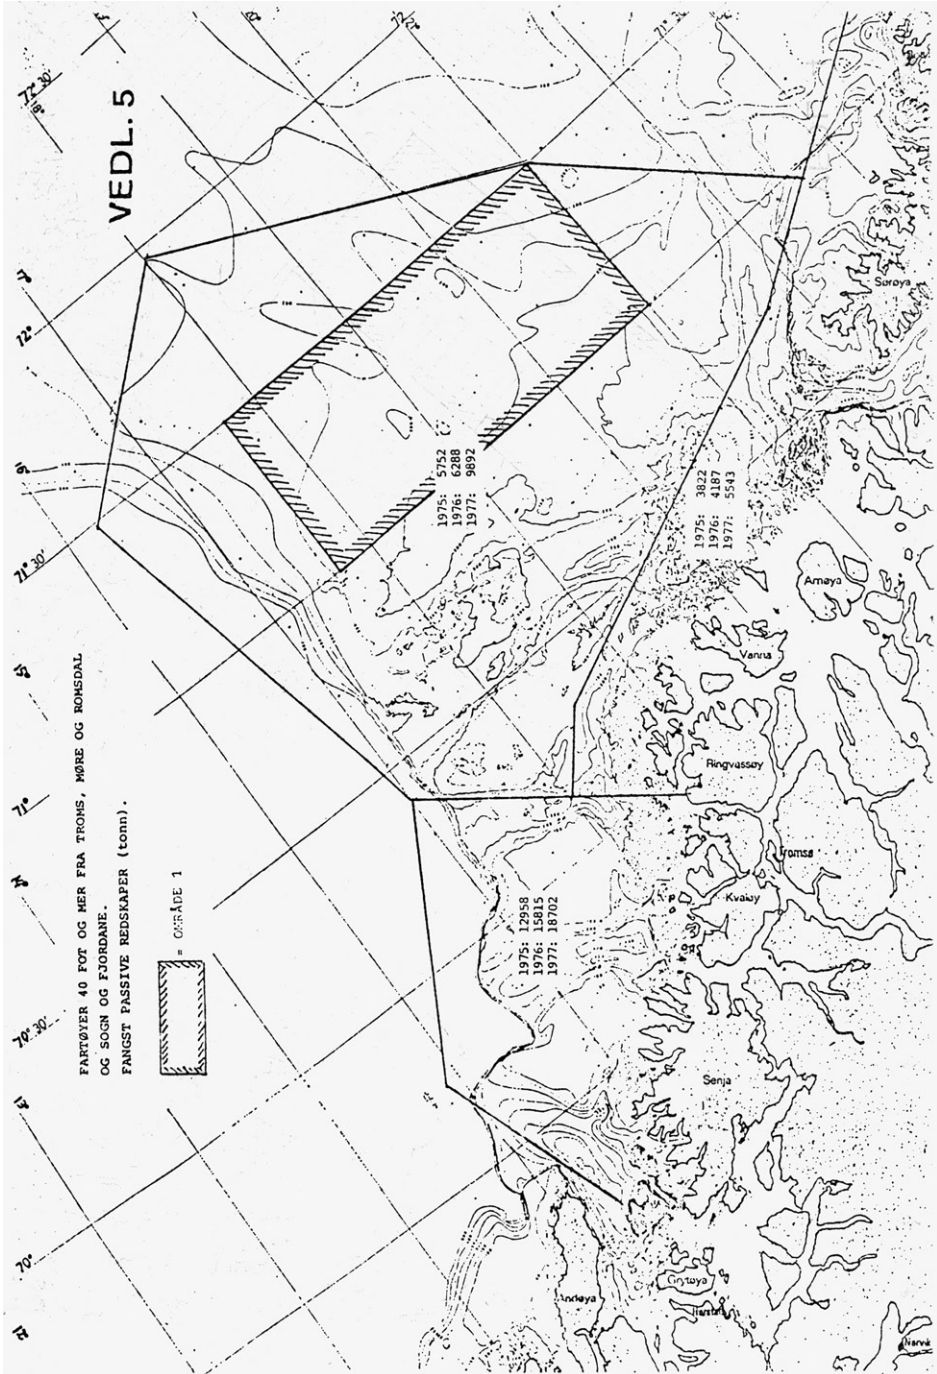 VEDL. 5
FARTØYER 40 FOT OG MER FRA TROMS, MØRE OG ROMSDAL
OG SOGN OG FJORDANE.
FANGST PASSIVE REDSKAPER (tonn).
= OMRÅDE 1
72° 30'
72°
71° 30'
71°
70° 30'
70°
1975: 5752
1976: 6288
1977: 9892
1975: 3822
1976: 4187
1977: 5543
1975: 12958
1976: 15815
1977: 18702
Sørøya
Arnøya
Vanna
Ringvassøy
Tromsø
Kvaløy
Senja
Andøya
Grytøya
Harstad
Narvik